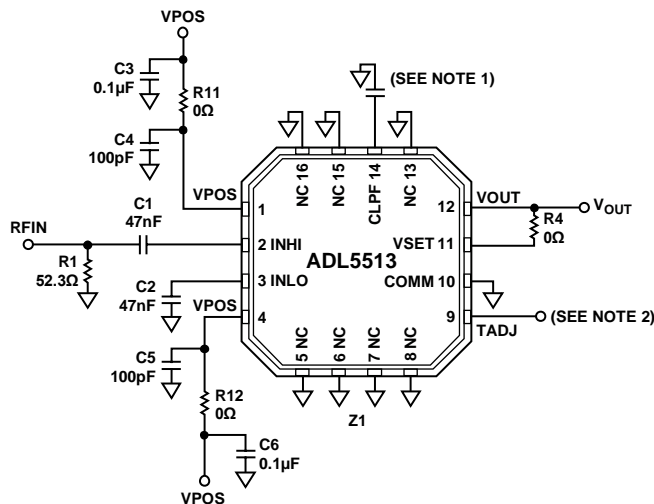 VPOS
C3
0.1µF
R11
0Ω
(SEE NOTE 1)
C4
100pF
NC 16
NC 15
CLPF 14
NC 13
VPOS
1
12
VOUT
VOUT
C1
47nF
RFIN
2 INHI
VSET 11
R4
0Ω
R1
52.3Ω
ADL5513
3 INLO
COMM 10
C2
47nF
VPOS
4
9
TADJ
(SEE NOTE 2)
5 NC
6 NC
7 NC
8 NC
C5
100pF
R12
0Ω
Z1
C6
0.1µF
VPOS